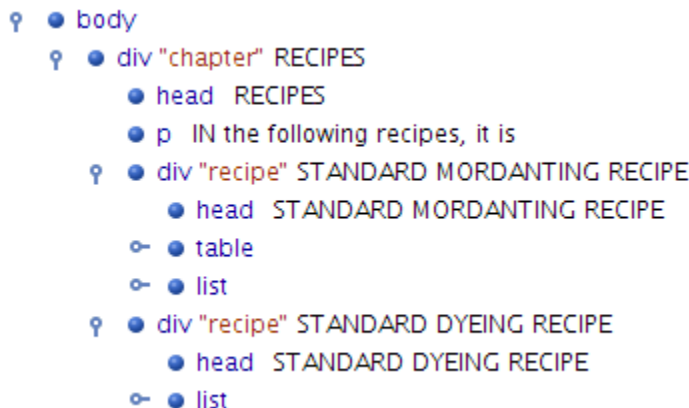 body
div "chapter" RECIPES
head RECIPES
p IN the following recipes, it is
div "recipe" STANDARD MORDANTING RECIPE
head STANDARD MORDANTING RECIPE
table
list
div "recipe" STANDARD DYEING RECIPE
head STANDARD DYEING RECIPE
list